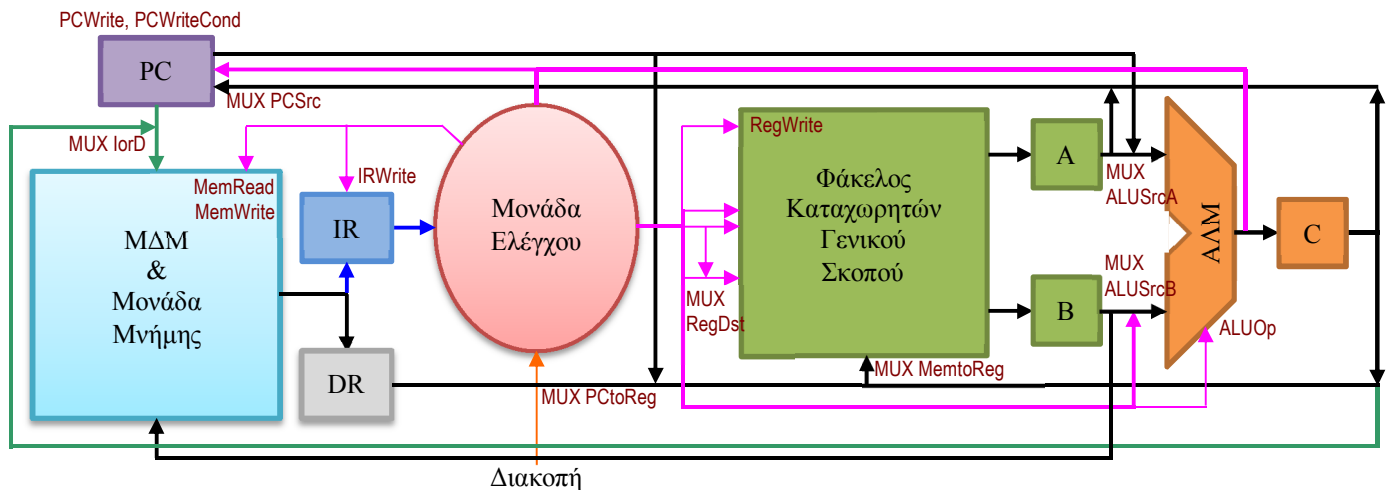 PCWrite, PCWriteCond
PC
MUX PCSrc
MUX IorD
MemRead
MemWrite
ΜΔΜ
&
Μονάδα
Μνήμης
IRWrite
IR
DR
Μονάδα
Ελέγχου
MUX PCtoReg
Διακοπή
RegWrite
MUX
RegDst
Φάκελος
Καταχωρητών
Γενικού
Σκοπού
MUX MemtoReg
A
B
MUX
ALUSrcA
MUX
ALUSrcB
ΑΛΜ
ALUOp
C